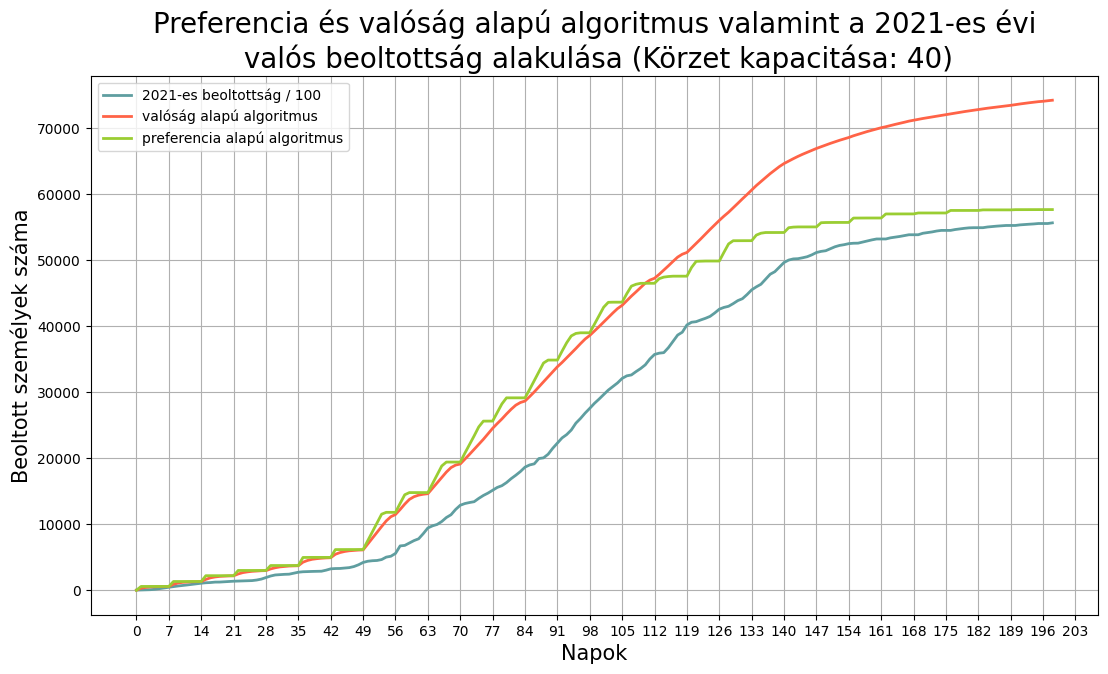 Preferencia és valóság alapú algoritmus valamint a 2021-es évi
valós beoltottság alakulása (Körzet kapacitása: 40)
2021-es beoltottság / 100
valóság alapú algoritmus
preferencia alapú algoritmus
Beoltott személyek száma
70000
60000
50000
40000
30000
20000
10000
0
0 7 14 21 28 35 42 49 56 63 70 77 84 91 98 105 112 119 126 133 140 147 154 161 168 175 182 189 196 203
Napok